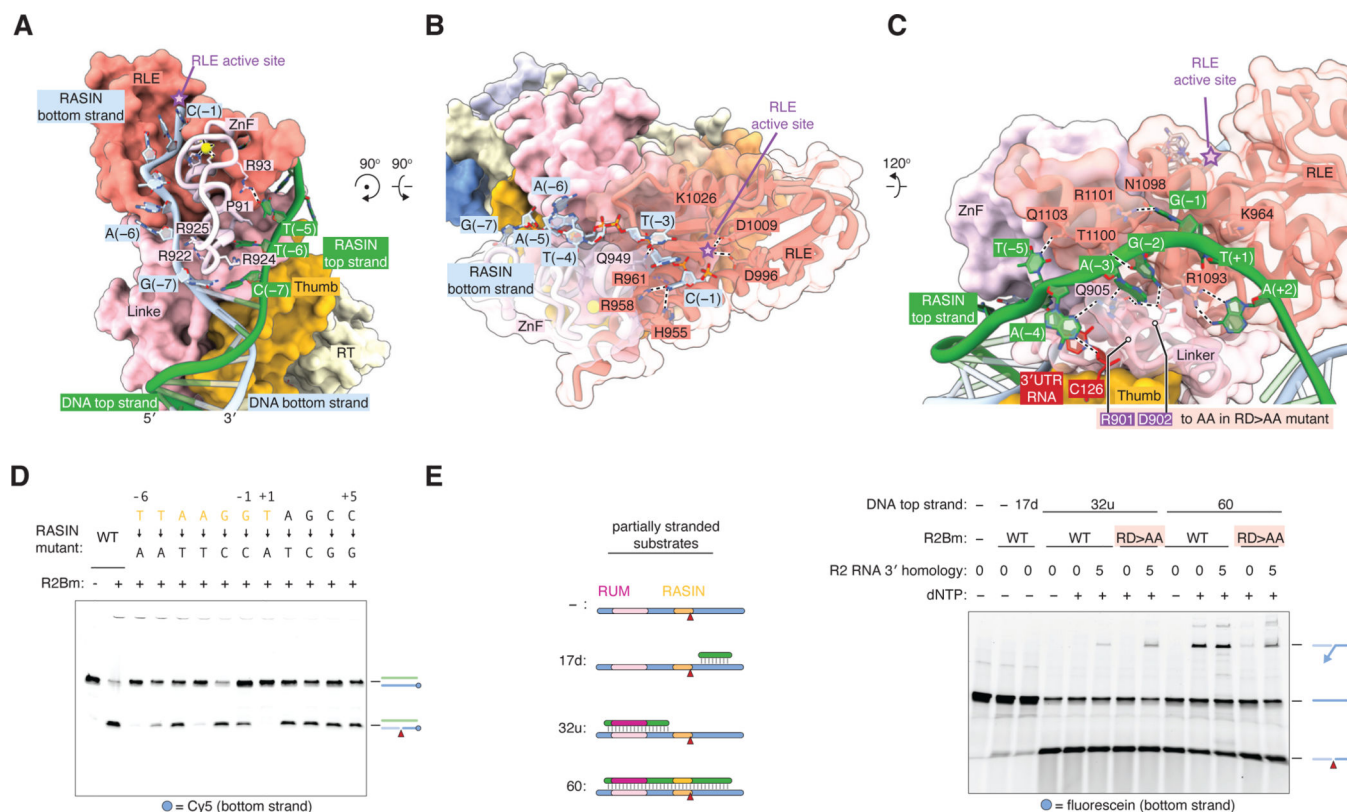 A
RLE active site
RLE
RASIN
bottom strand
C(−1)
ZnF
R93
P91
T(−5)
A(−6)
R925
R922
R924
T(−6)
RASIN
top strand
G(−7)
C(−7)
Linke
Thumb
RT
DNA top strand
DNA bottom strand
5′
3′
90° 90°
B
RLE
active site
A(−6)
K1026
G(−7)
A(−5)
T(−3)
D1009
T(−4)
Q949
RLE
RASIN
bottom strand
R961
D996
R958
C(−1)
ZnF
H955
120°
C
RLE
active site
N1098
R1101
G(−1)
RLE
ZnF
Q1103
K964
T(−5)
T1100
G(−2)
T(+1)
A(−3)
Q905
R1093
A(+2)
RASIN
top strand
A(−4)
Linker
3′UTR
RNA
C126
Thumb
R901 D902 to AA in RD>AA mutant
D
-6 -1 +1 +5
T T A A G G T A G C C
RASIN
mutant:
WT
A A T T C C A T C G G
R2Bm: - + + + + + + + + + + + +
= Cy5 (bottom strand)
E
partially stranded
substrates
RUM RASIN
– :
17d:
32u:
60:
DNA top strand: – – 17d 32u 60
R2Bm: – WT WT RD>AA WT RD>AA
R2 RNA 3′ homology: 0 0 0 0 0 5 0 5 0 0 5 0 5
dNTP: – – – – + + + + – + + + +
= fluorescein (bottom strand)